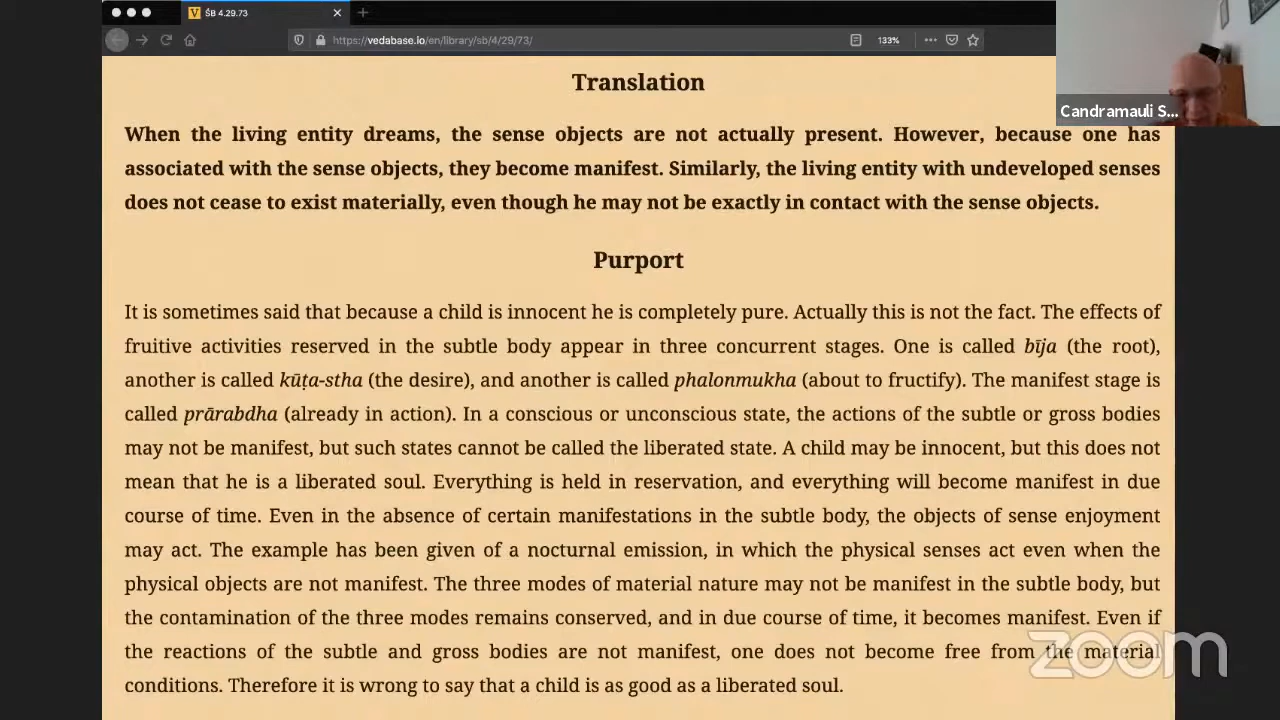 ŚB 4.29.73
https://vedabase.io/en/library/sb/4/29/73/
133%
Candramauli S...
Translation
When the living entity dreams, the sense objects are not actually present. However, because one has
associated with the sense objects, they become manifest. Similarly, the living entity with undeveloped senses
does not cease to exist materially, even though he may not be exactly in contact with the sense objects.
Purport
It is sometimes said that because a child is innocent he is completely pure. Actually this is not the fact. The effects of
fruitive activities reserved in the subtle body appear in three concurrent stages. One is called bīja (the root),
another is called kūṭa-stha (the desire), and another is called phalonmukha (about to fructify). The manifest stage is
called prārabdha (already in action). In a conscious or unconscious state, the actions of the subtle or gross bodies
may not be manifest, but such states cannot be called the liberated state. A child may be innocent, but this does not
mean that he is a liberated soul. Everything is held in reservation, and everything will become manifest in due
course of time. Even in the absence of certain manifestations in the subtle body, the objects of sense enjoyment
may act. The example has been given of a nocturnal emission, in which the physical senses act even when the
physical objects are not manifest. The three modes of material nature may not be manifest in the subtle body, but
the contamination of the three modes remains conserved, and in due course of time, it becomes manifest. Even if
the reactions of the subtle and gross bodies are not manifest, one does not become free from the material
conditions. Therefore it is wrong to say that a child is as good as a liberated soul.
zoom